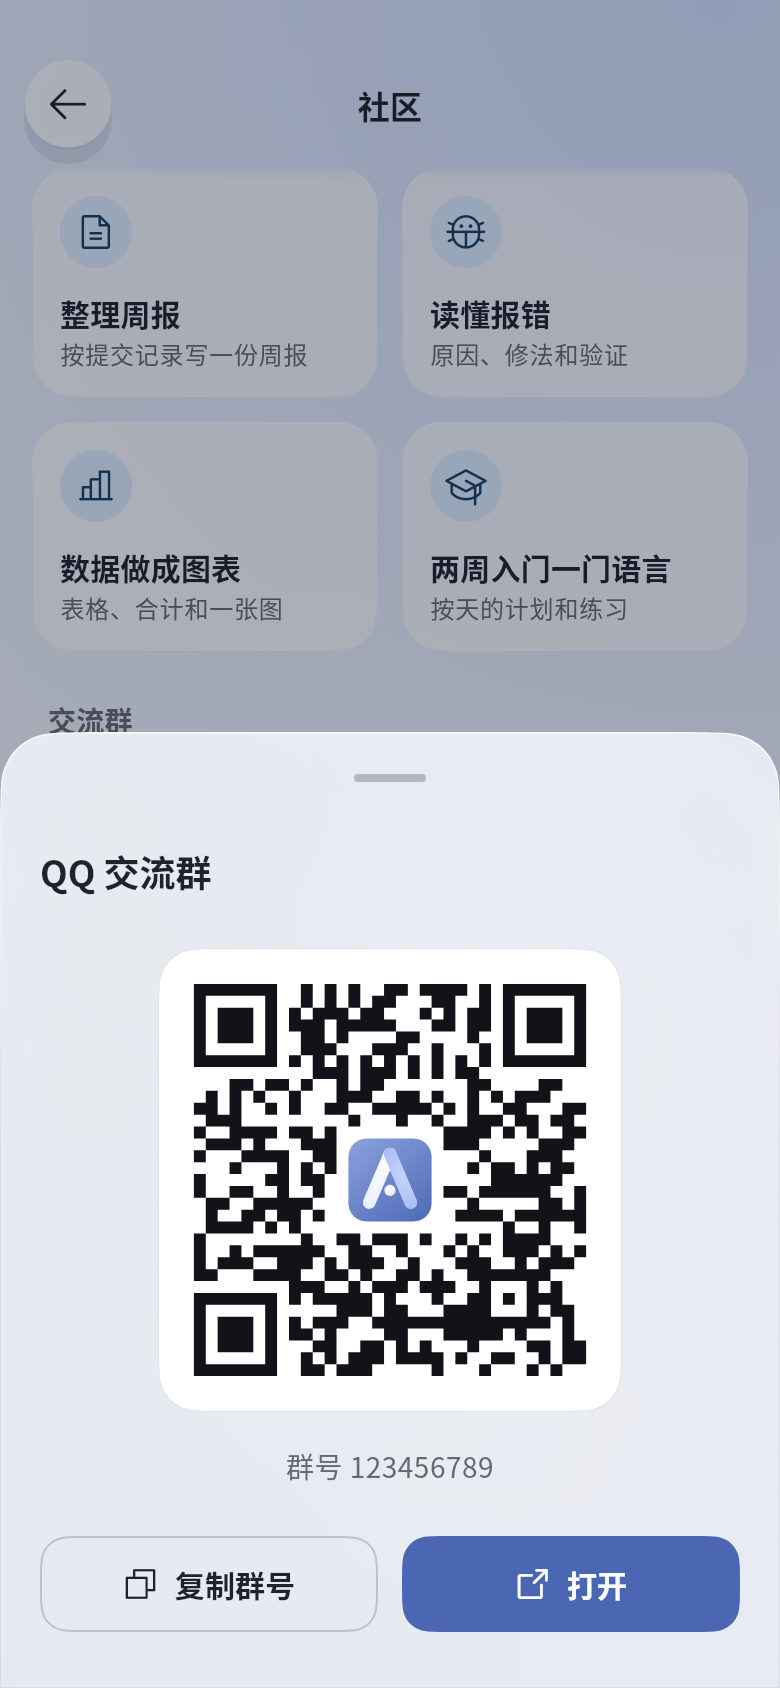 社区
整理周报
按提交记录写一份周报
读懂报错
原因、修法和验证
数据做成图表
表格、合计和一张图
两周入门一门语言
按天的计划和练习
交流群
QQ 交流群
群号 123456789
复制群号
打开